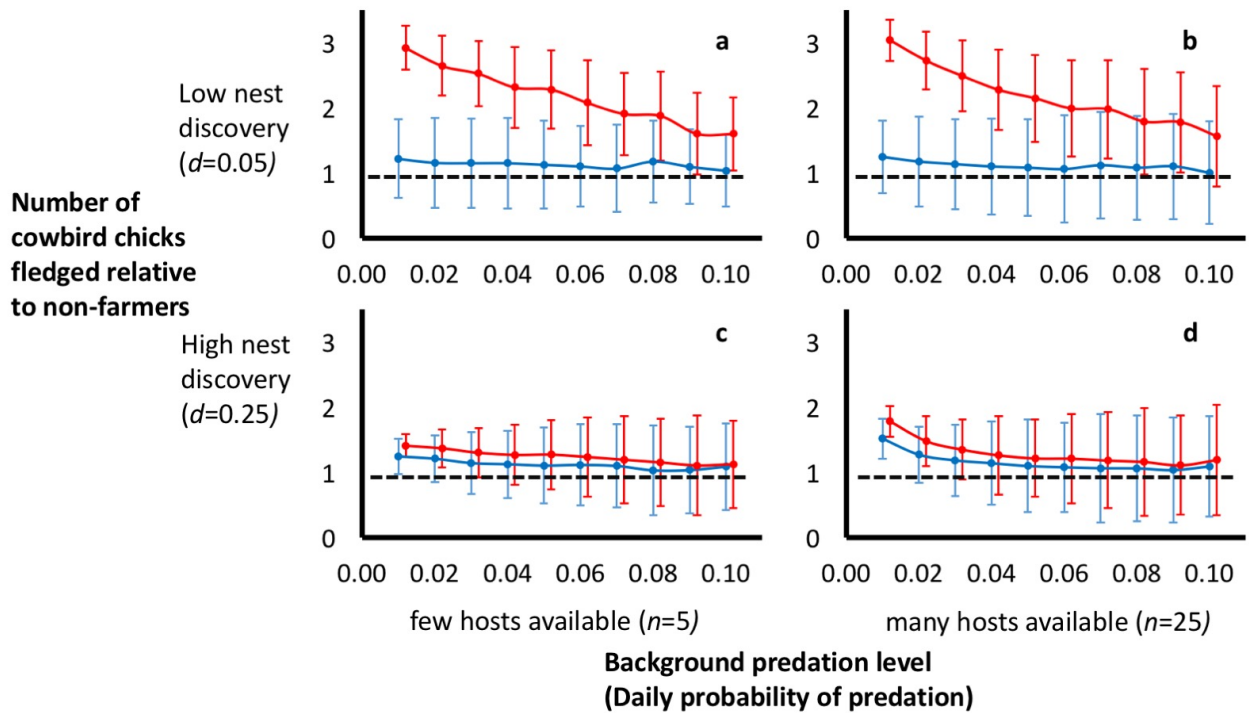 a
3
2
1
0
0.00 0.02 0.04 0.06 0.08 0.10
b
3
2
1
0
0.00 0.02 0.04 0.06 0.08 0.10
Low nest
discovery
(d=0.05)
Number of
cowbird chicks
fledged relative
to non-farmers
High nest
discovery
(d=0.25)
c
3
2
1
0
0.00 0.02 0.04 0.06 0.08 0.10
d
3
2
1
0
0.00 0.02 0.04 0.06 0.08 0.10
few hosts available (n=5)
many hosts available (n=25)
Background predation level
(Daily probability of predation)